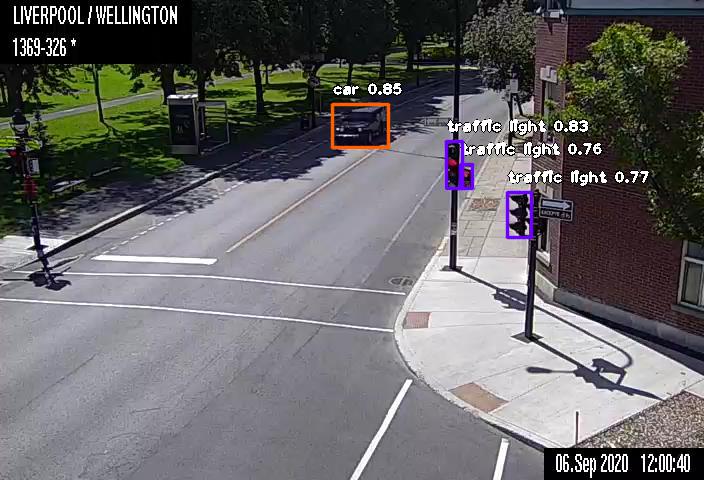 LIVERPOOL / WELLINGTON
1369-326 *
car 0.85
traffic light 0.83
traffic light 0.76
traffic light 0.77
06.Sep 2020 12:00:40